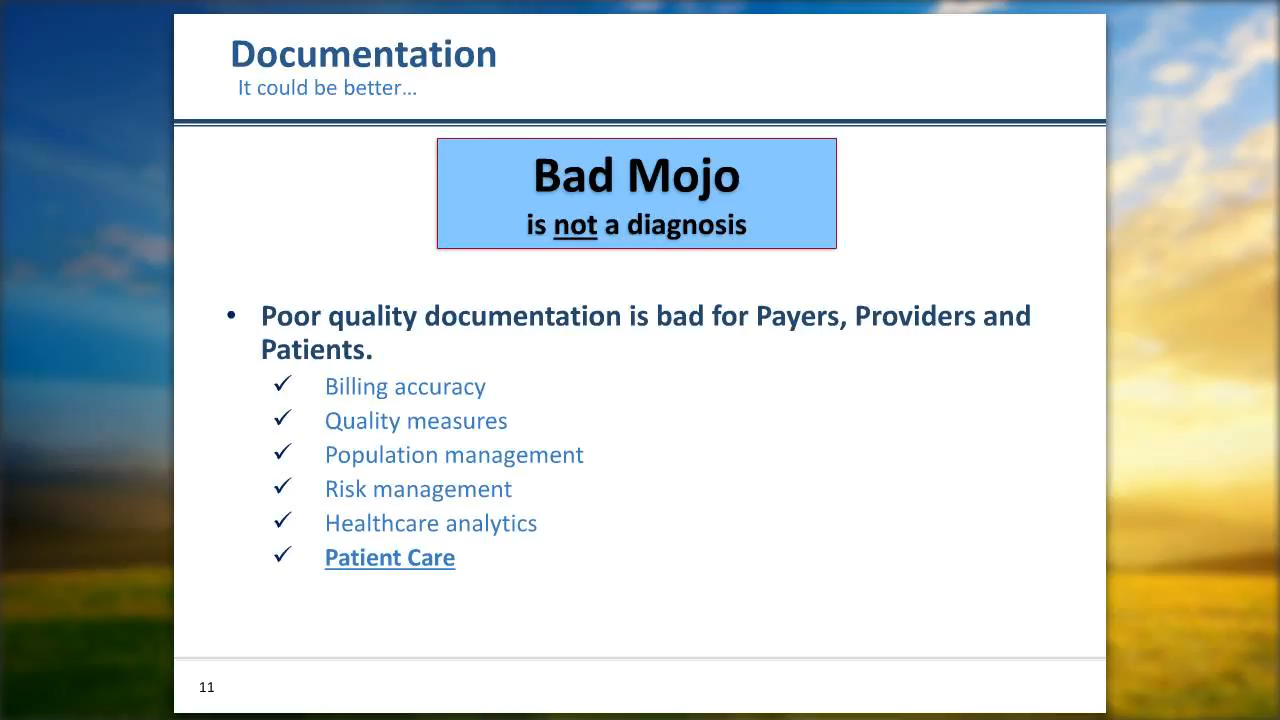 Documentation
It could be better…
Bad Mojo
is not a diagnosis
• Poor quality documentation is bad for Payers, Providers and
Patients.
✓ Billing accuracy
✓ Quality measures
✓ Population management
✓ Risk management
✓ Healthcare analytics
✓ Patient Care
11